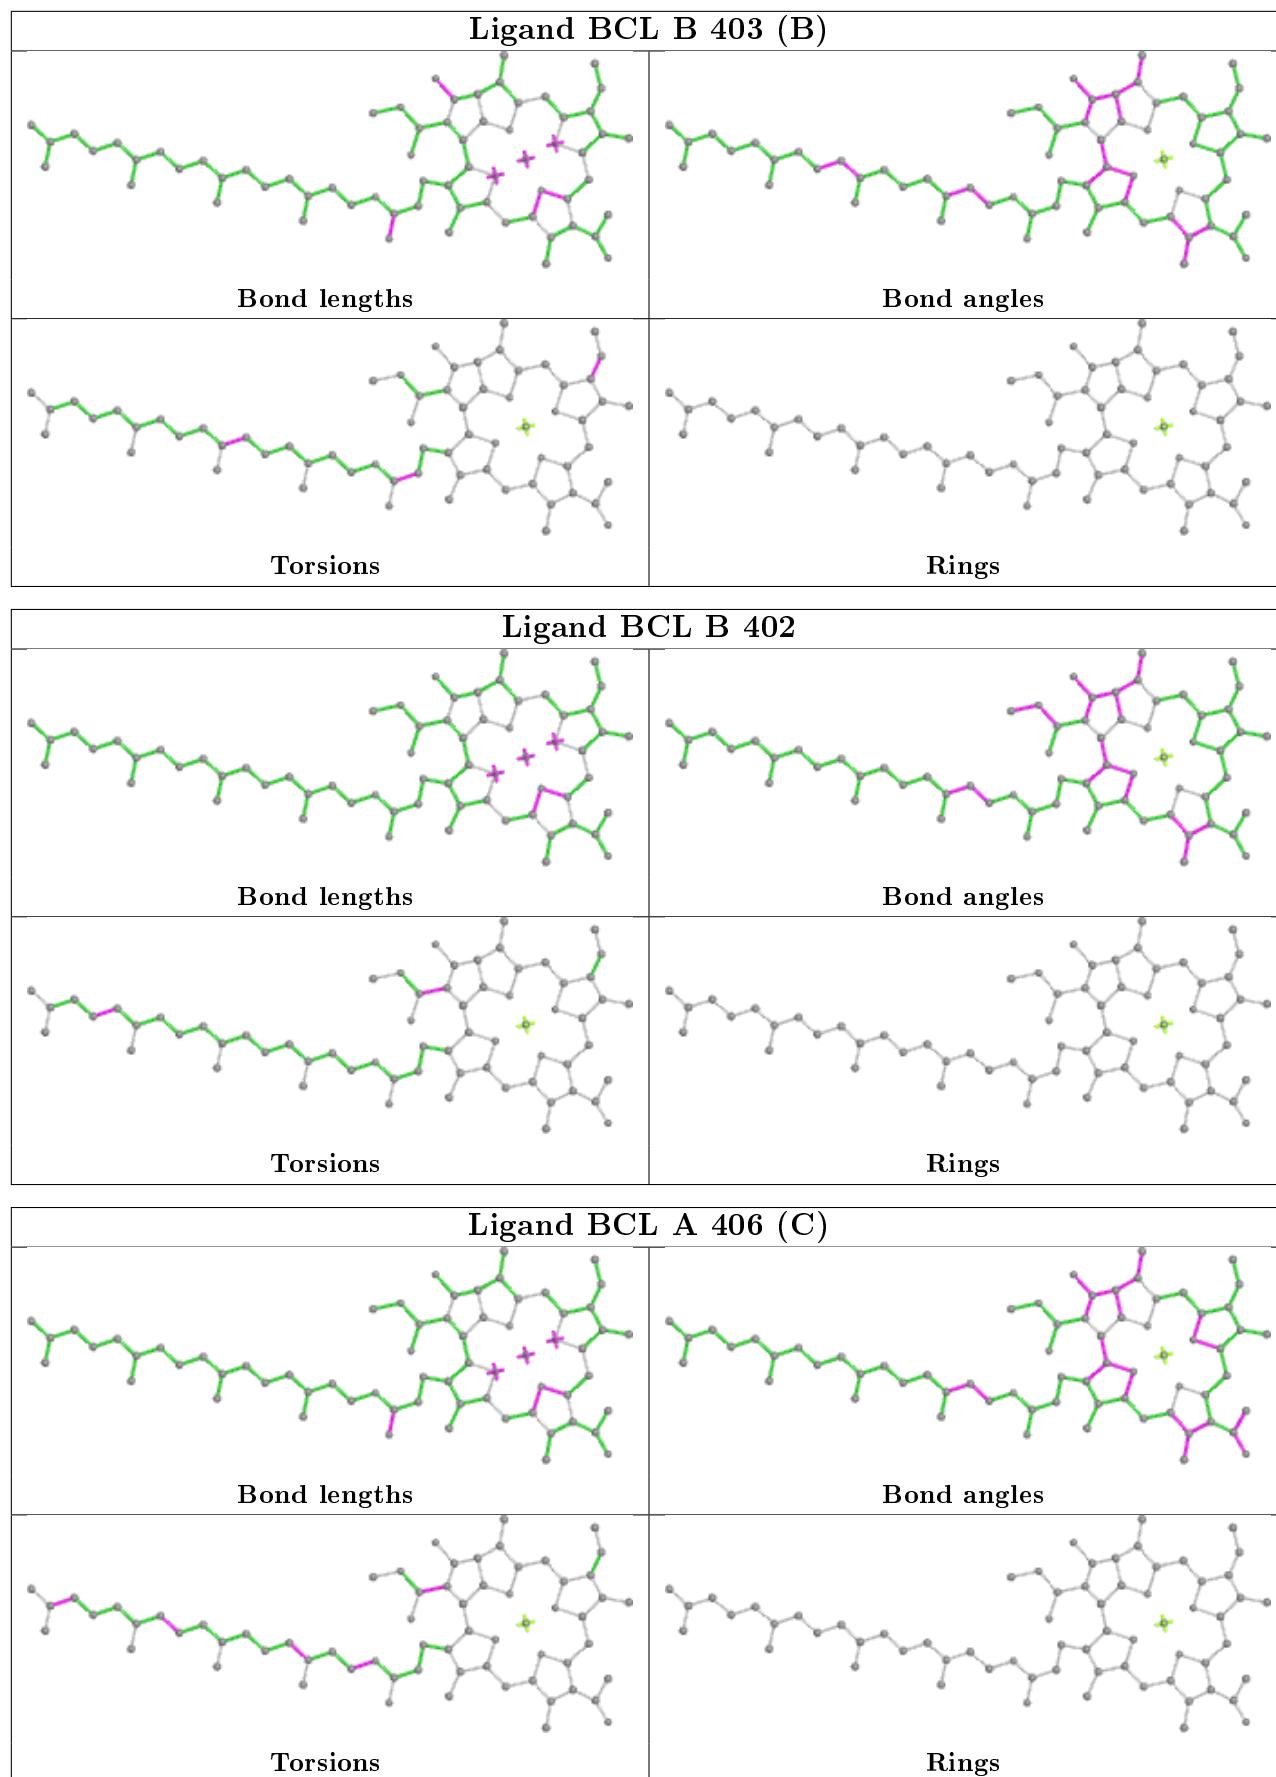 Ligand BCL B 403 (B)
Bond lengths
Bond angles
Torsions
Rings
Ligand BCL B 402
Bond lengths
Bond angles
Torsions
Rings
Ligand BCL A 406 (C)
Bond lengths
Bond angles
Torsions
Rings